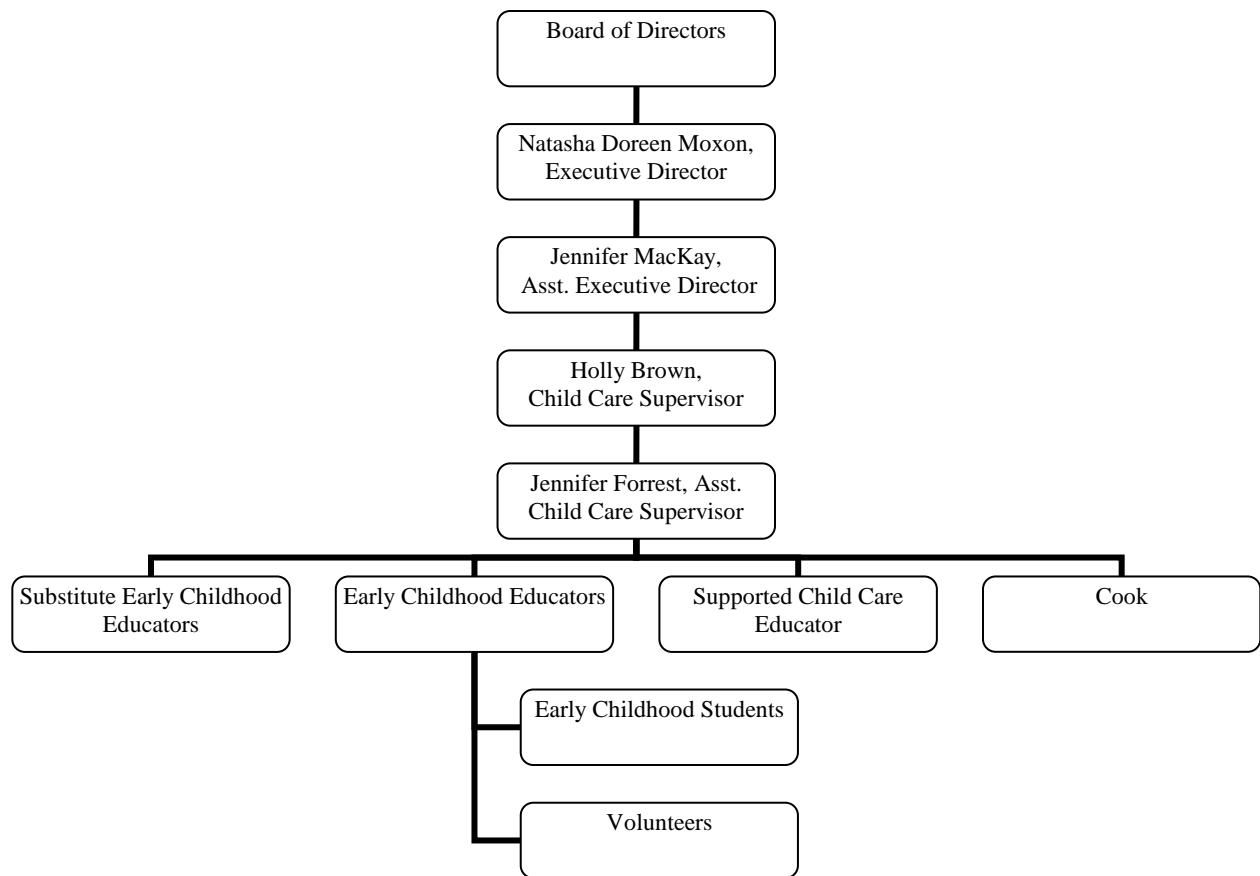 Board of Directors
Natasha Doreen Moxon,
Executive Director
Jennifer MacKay,
Asst. Executive Director
Holly Brown,
Child Care Supervisor
Jennifer Forrest, Asst.
Child Care Supervisor
Substitute Early Childhood
Educators
Early Childhood Educators
Supported Child Care
Educator
Cook
Early Childhood Students
Volunteers